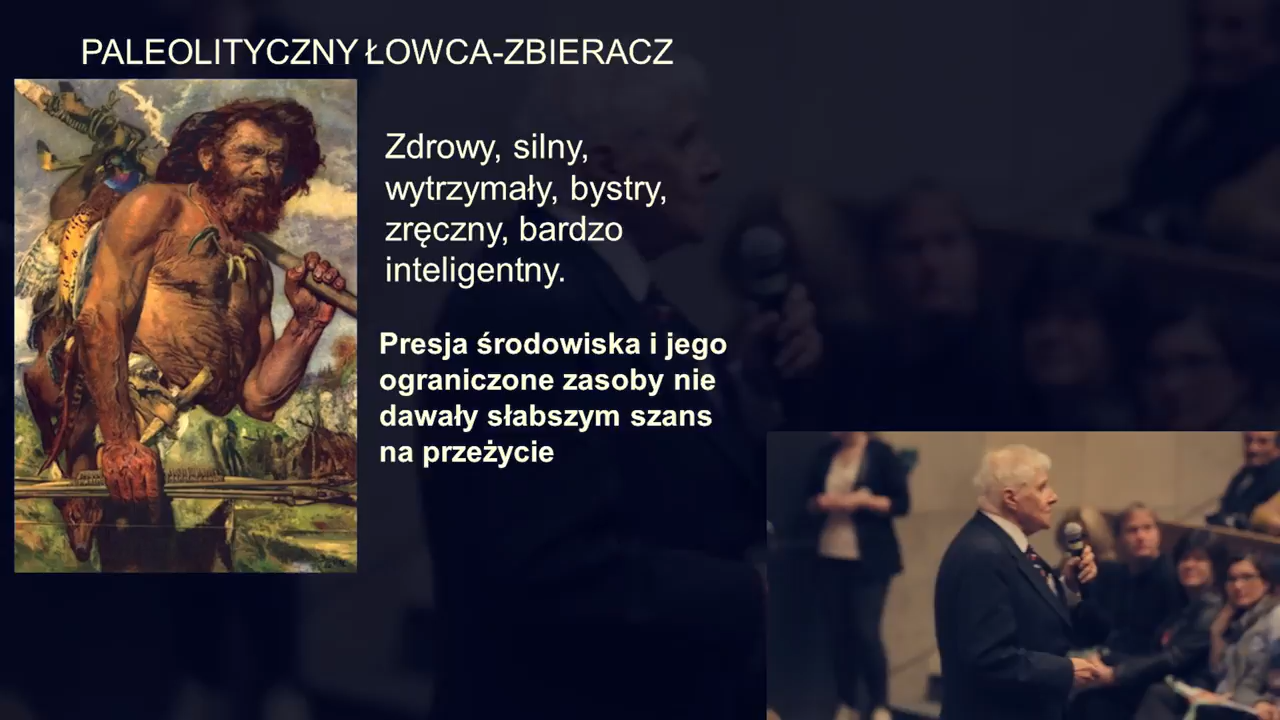 PALEOLITYCZNY ŁOWCA-ZBIERACZ
Zdrowy, silny,
wytrzymały, bystry,
zręczny, bardzo
inteligentny.
Presja środowiska i jego
ograniczone zasoby nie
dawały słabszym szans
na przeżycie